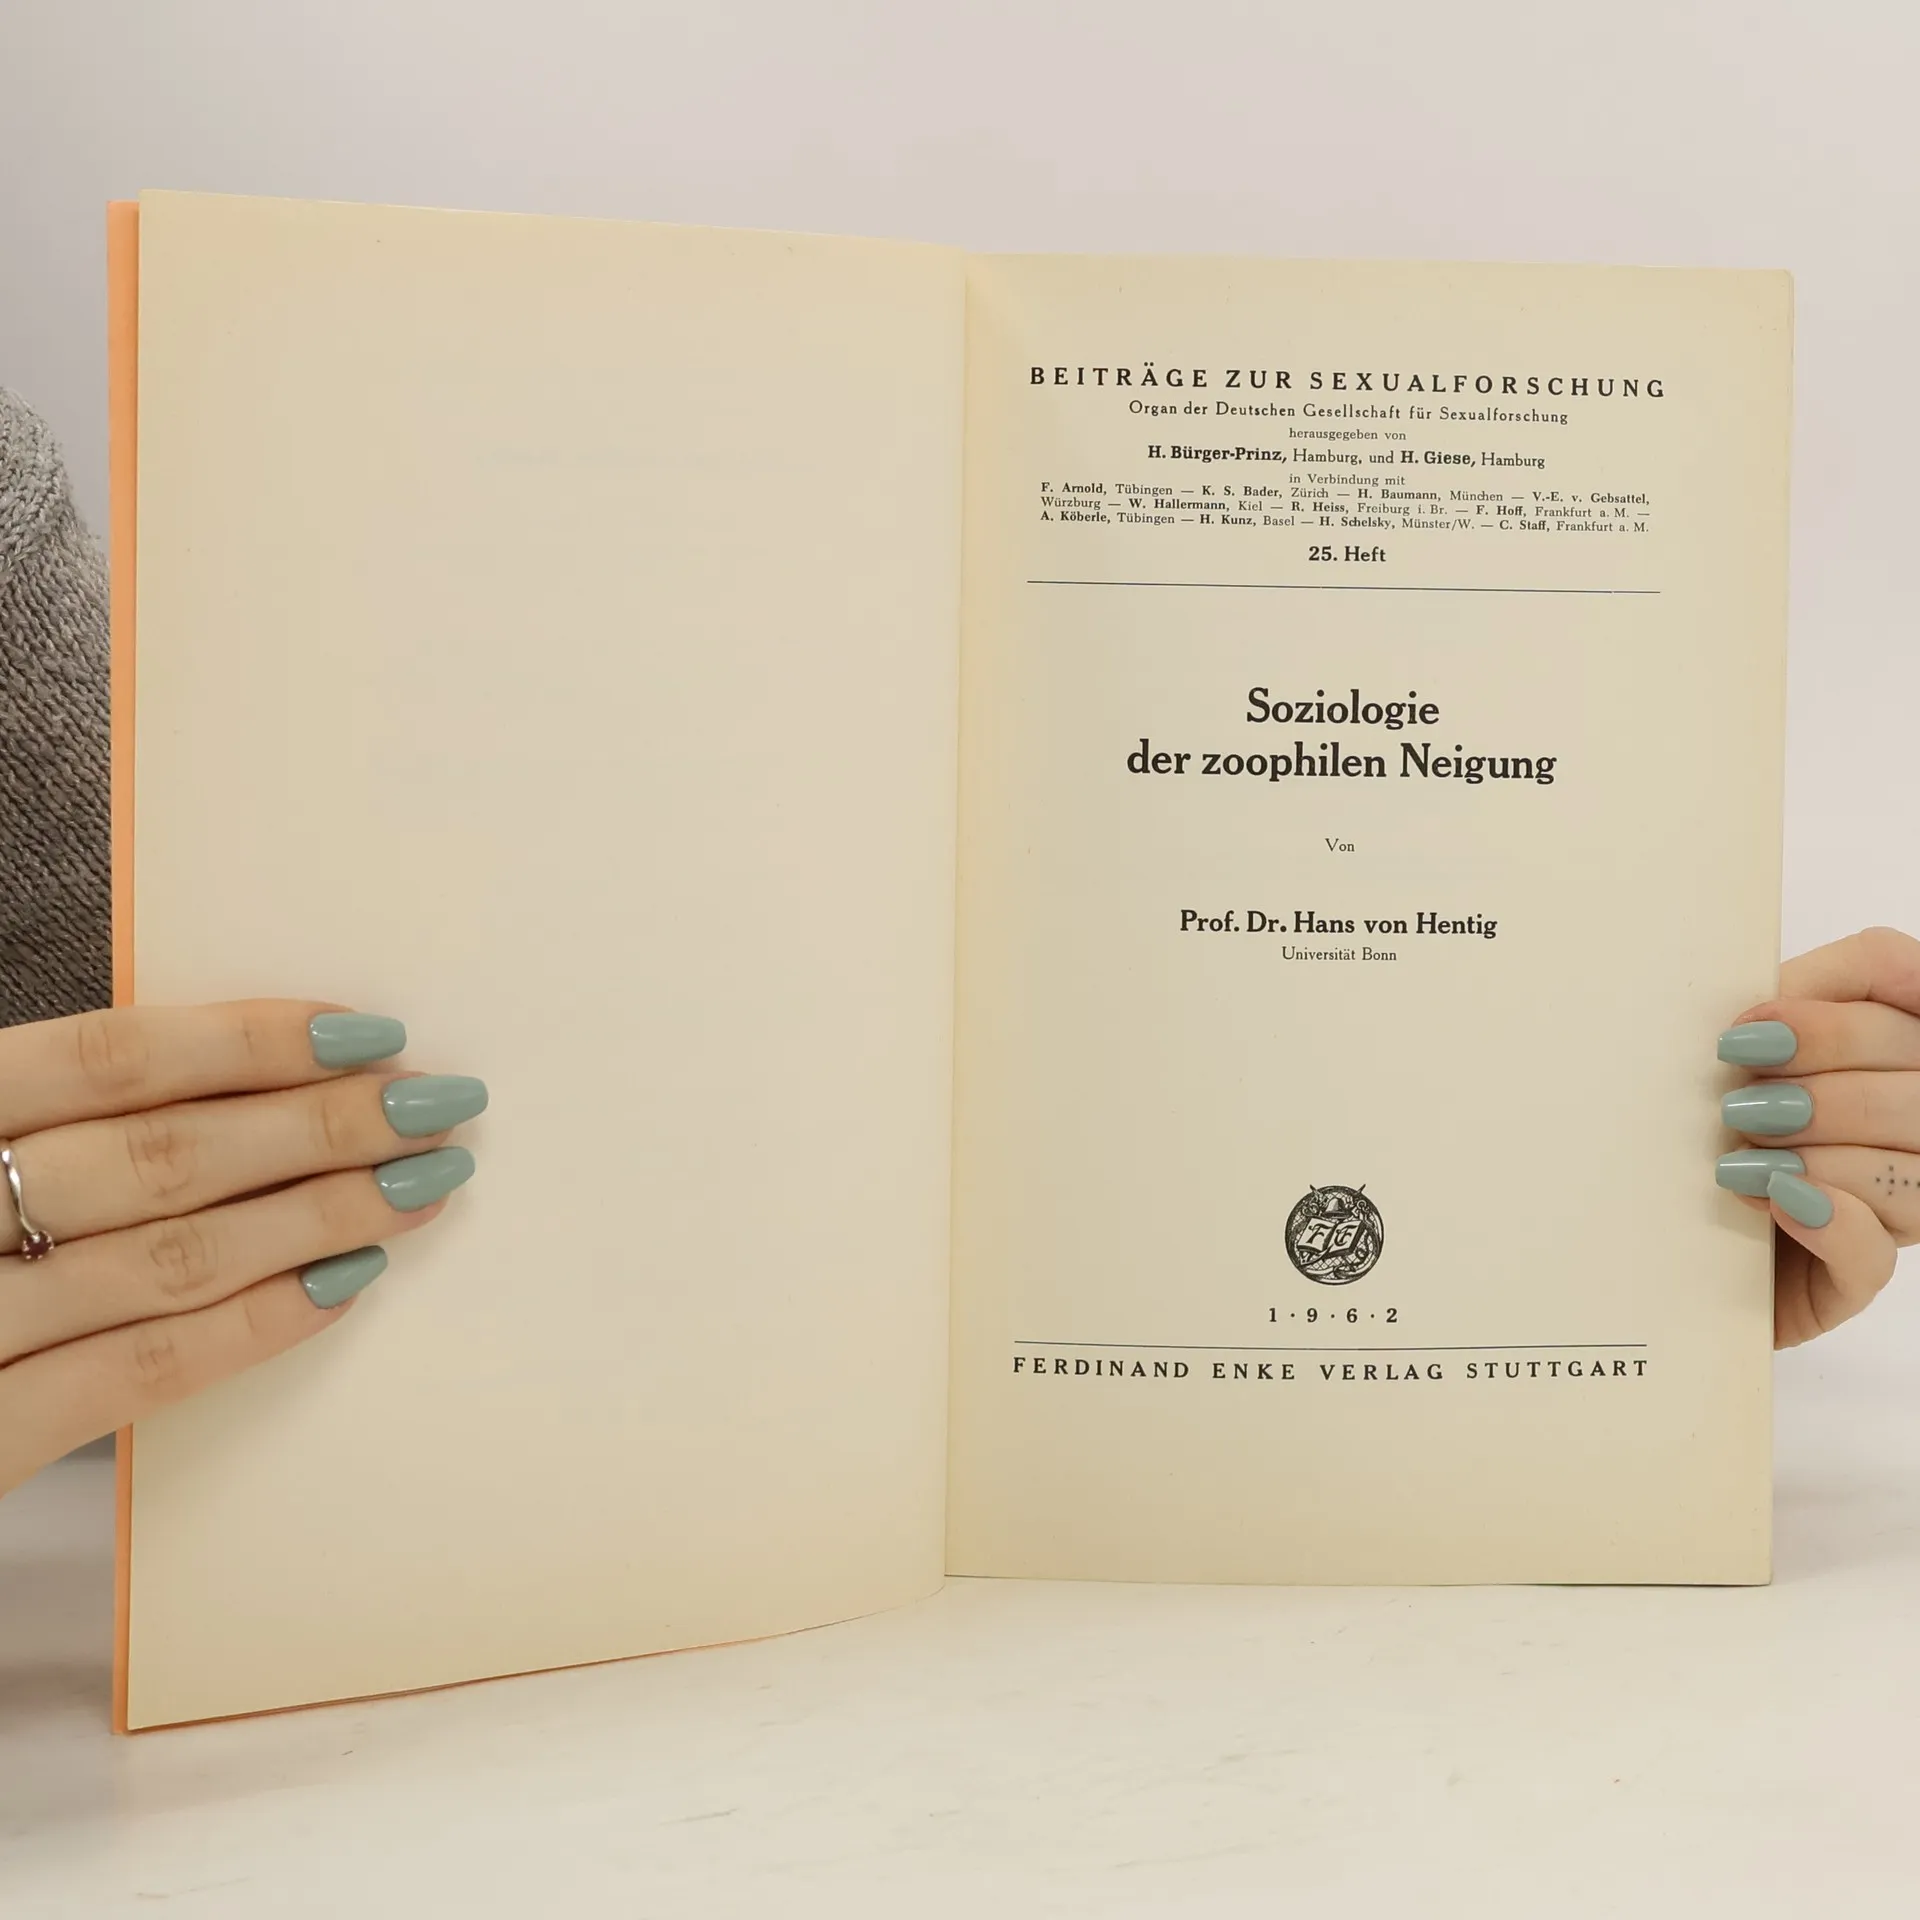 BEITRÄGE ZUR SEXUALFORSCHUNG
Organ der Deutschen Gesellschaft für Sexualforschung
herausgegeben von
H. Bürger-Prinz, Hamburg, und H. Giese, Hamburg
in Verbindung mit
F. Arnold, Tübingen — K. S. Bader, Zürich — H. Baumann, München — V.-E. v. Gebsattel,
Würzburg — W. Hallermann, Kiel — R. Heiss, Freiburg i. Br. — F. Hoff, Frankfurt a. M. —
A. Köberle, Tübingen — H. Kunz, Basel — H. Schelsky, Münster/W. — C. Staff, Frankfurt a. M.
25. Heft
Soziologie
der zoophilen Neigung
Von
Prof. Dr. Hans von Hentig
Universität Bonn
F E
1 · 9 · 6 · 2
FERDINAND ENKE VERLAG STUTTGART